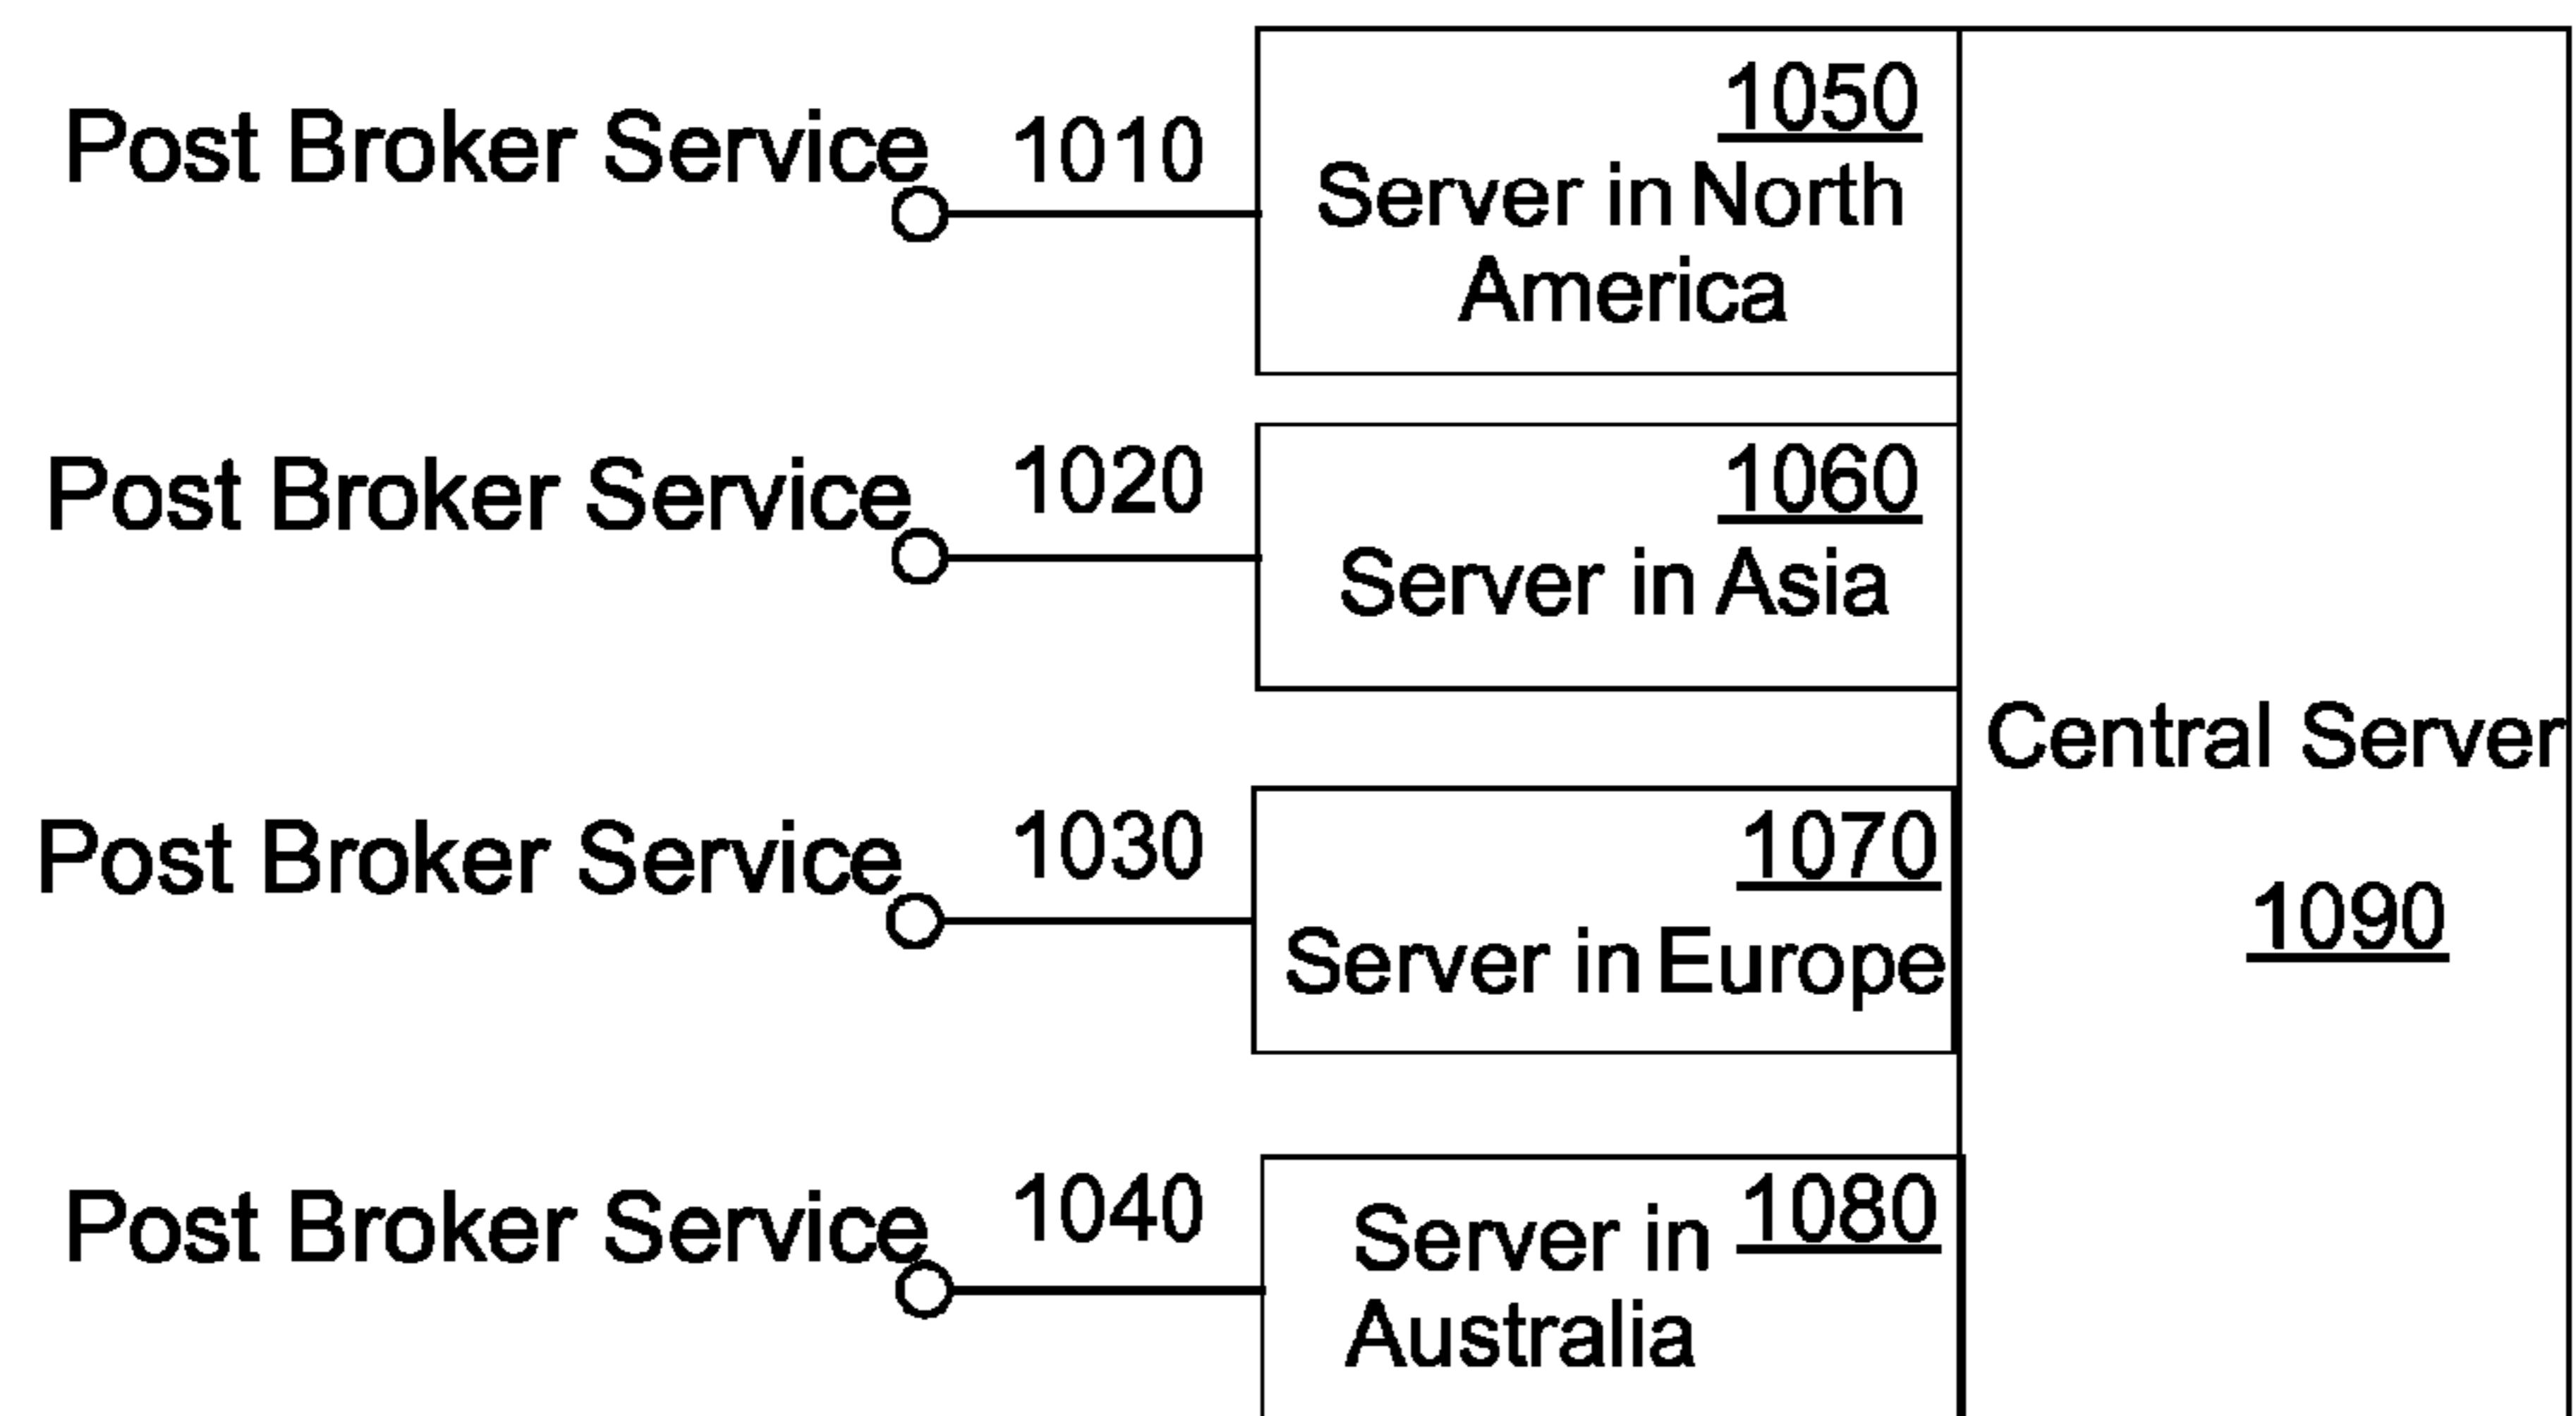 1050
Post Broker Service 1010
Server in North
America
Post Broker Service 1020
1060
Server in Asia
Central Server
Post Broker Service 1030
1070
Server in Europe
1090
Post Broker Service 1040
1080
Server in
Australia